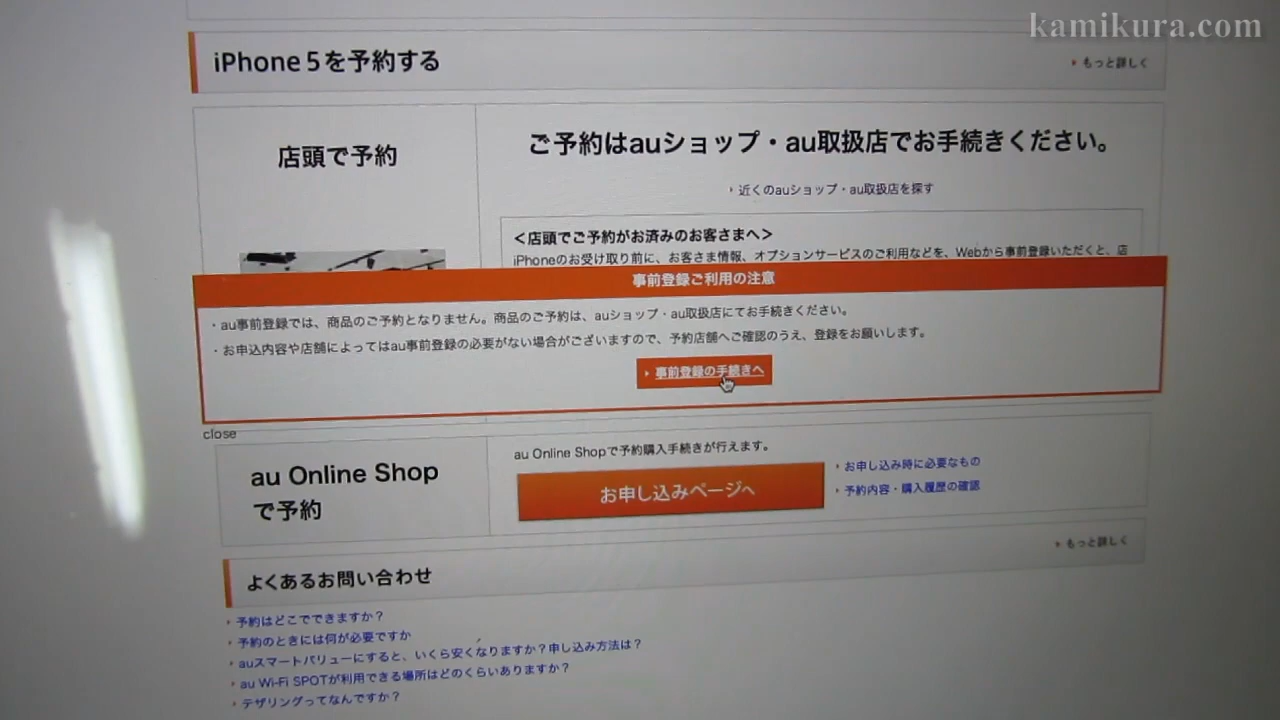 kamikura.com
iPhone 5を予約する
もっと詳しく
店頭で予約
ご予約はauショップ・au取扱店でお手続きください。
近くのauショップ・au取扱店を探す
＜店頭でご予約がお済みのお客さまへ＞
iPhoneのお受け取り前に、お客さま情報、オプションサービスのご利用などを、Webから事前登録いただくと、店
事前登録ご利用の注意
・au事前登録では、商品のご予約となりません。商品のご予約は、auショップ・au取扱店にてお手続きください。
・お申込内容や店舗によってはau事前登録の必要がない場合がございますので、予約店舗へご確認のうえ、登録をお願いします。
事前登録の手続きへ
close
au Online Shop
で予約
au Online Shopで予約購入手続きが行えます。
お申し込みページへ
お申し込み時に必要なもの
予約内容・購入履歴の確認
よくあるお問い合わせ
もっと詳しく
予約はどこでできますか？
予約のときには何が必要ですか
auスマートバリューにすると、いくら安くなりますか？申し込み方法は？
au Wi-Fi SPOTが利用できる場所はどのくらいありますか？
テザリングってなんですか？